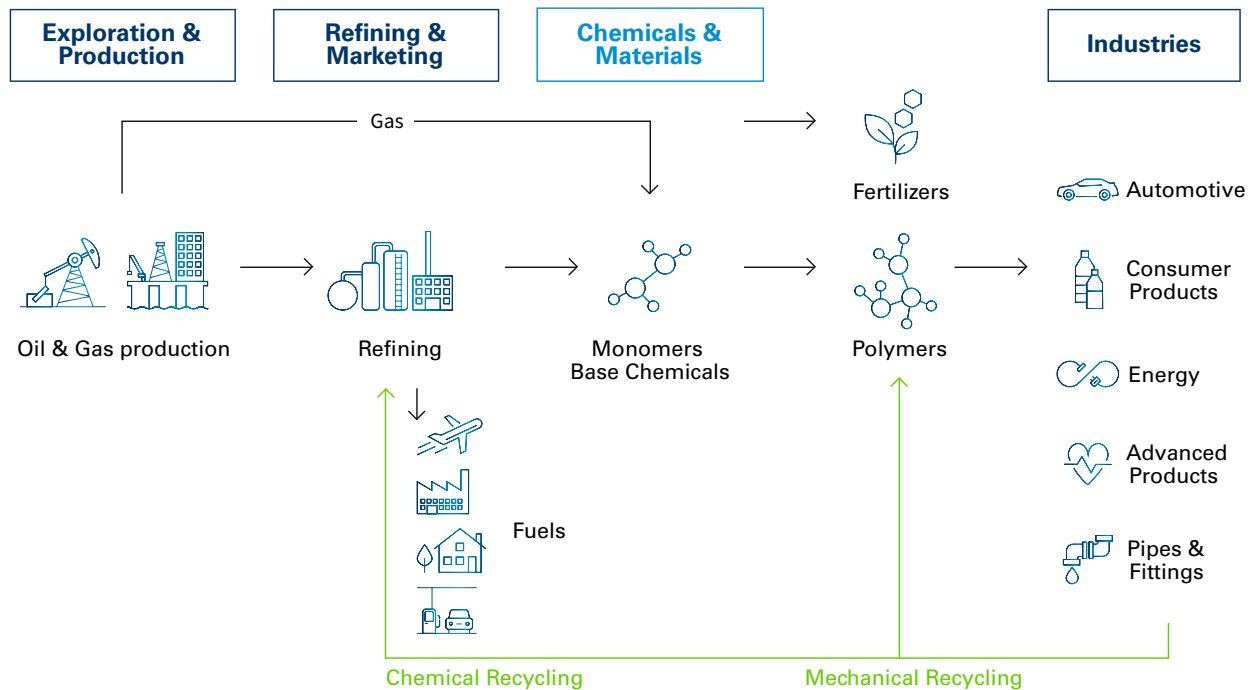 Exploration &
Production
Refining &
Marketing
Chemicals &
Materials
Industries
Gas
Fertilizers
Automotive
Consumer
Products
Oil & Gas production
Refining
Monomers
Base Chemicals
Polymers
Energy
Advanced
Products
Fuels
Pipes &
Fittings
Chemical Recycling
Mechanical Recycling